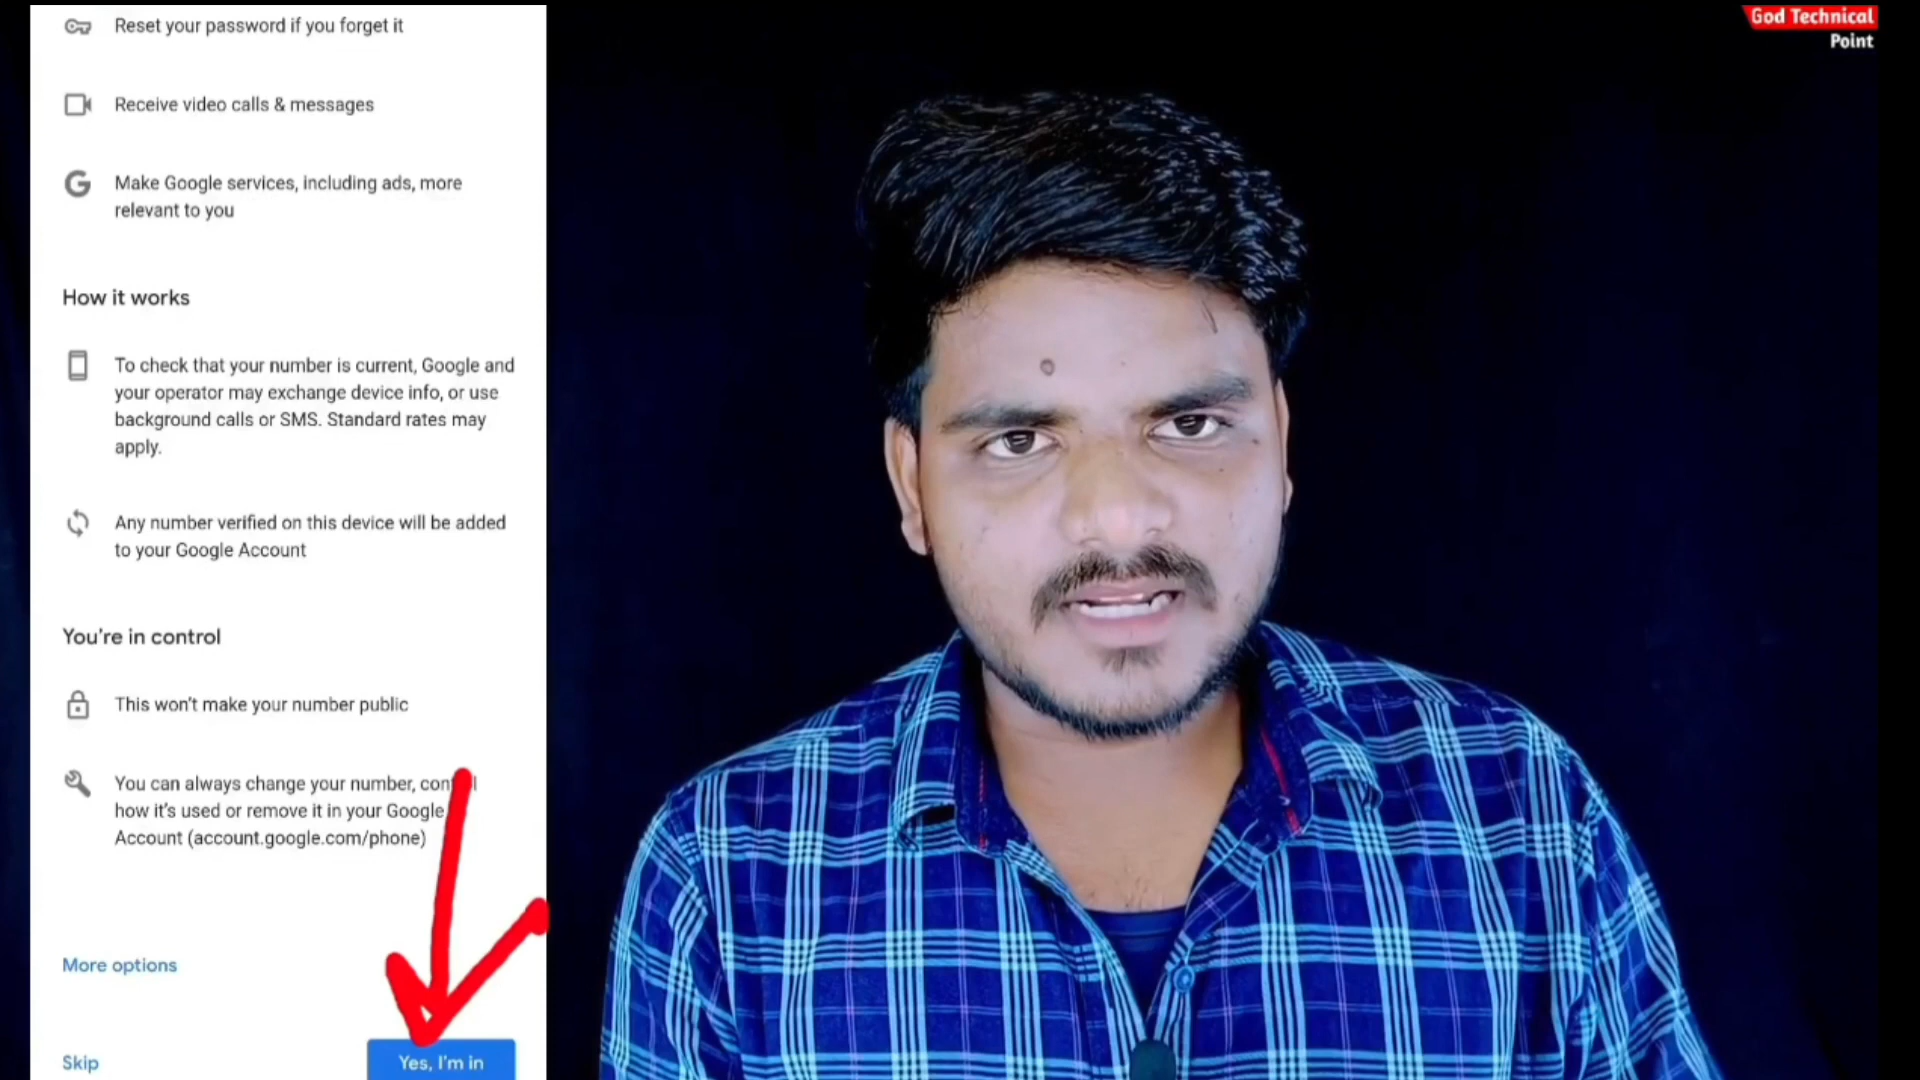 God Technical
Point
Reset your password if you forget it
Receive video calls & messages
Make Google services, including ads, more
relevant to you
How it works
To check that your number is current, Google and
your operator may exchange device info, or use
background calls or SMS. Standard rates may
apply.
Any number verified on this device will be added
to your Google Account
You're in control
This won't make your number public
You can always change your number, control
how it's used or remove it in your Google
Account (account.google.com/phone)
More options
Skip
Yes, I'm in